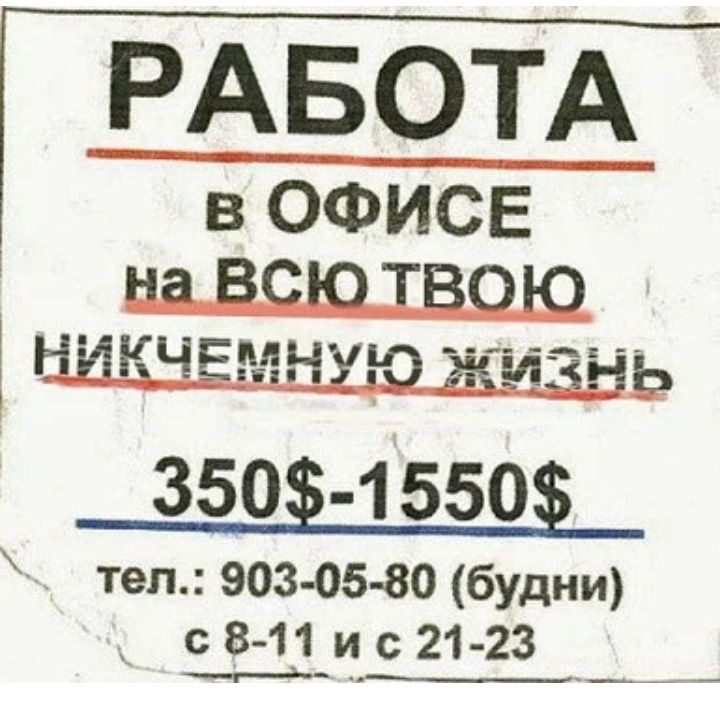 РАБОТА
в ОФИСЕ
на ВСЮ ТВОЮ
НИКЧЕМНУЮ ЖИЗНЬ
350$-1550$
тел.: 903-05-80 (будни)
с 8-11 и с 21-23